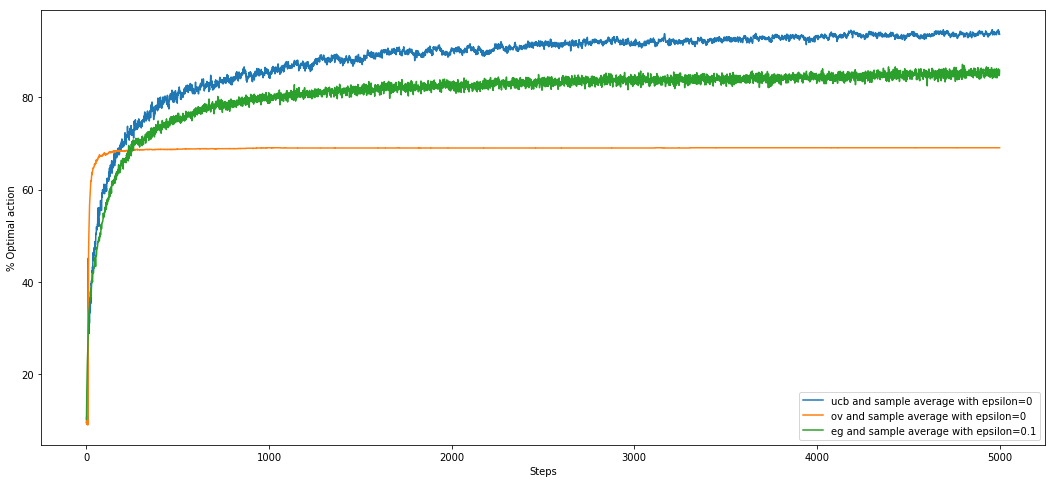 % Optimal action
80
60
40
20
0
1000
2000
3000
4000
5000
Steps
ucb and sample average with epsilon=0
ov and sample average with epsilon=0
eg and sample average with epsilon=0.1